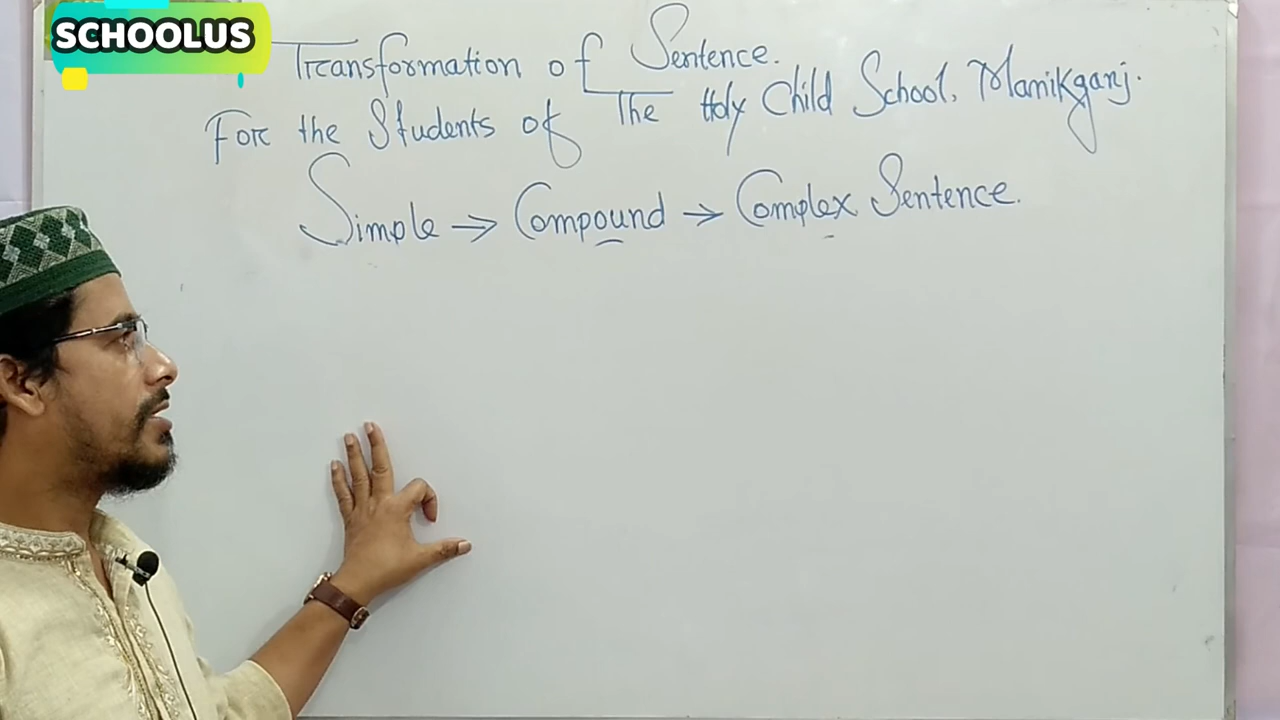 SCHOOLUS
Transformation of Sentence.
For the Students of The Holy Child School, Manikganj.
Simple → Compound → Complex Sentence.